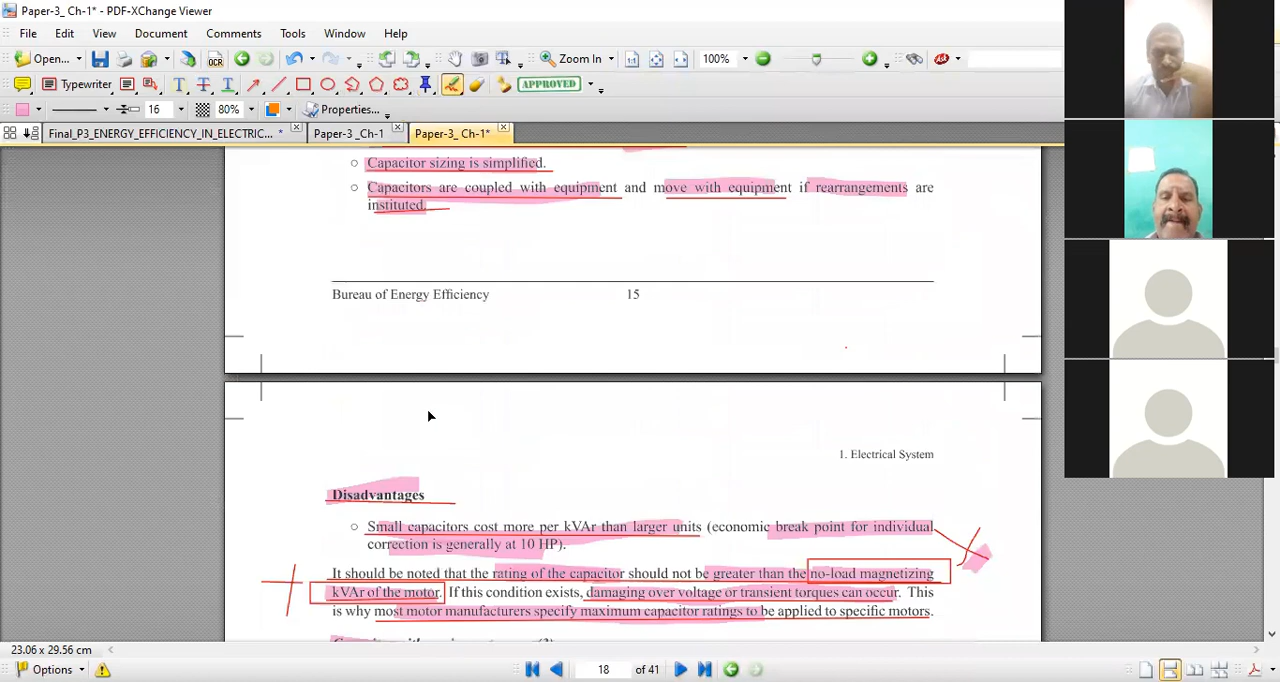 Paper-3_ Ch-1* - PDF-XChange Viewer
File Edit View Document Comments Tools Window Help
Open... OCR Zoom In 100%
Typewriter T T T APPROVED
16 80% Properties...
Final_P3_ENERGY_EFFICIENCY_IN_ELECTRIC... * Paper-3 _Ch-1 Paper-3_ Ch-1*
Capacitor sizing is simplified.
Capacitors are coupled with equipment and move with equipment if rearrangements are
instituted.
Bureau of Energy Efficiency 15
1. Electrical System
Disadvantages
Small capacitors cost more per kVAr than larger units (economic break point for individual
correction is generally at 10 HP).
It should be noted that the rating of the capacitor should not be greater than the no-load magnetizing
kVAr of the motor. If this condition exists, damaging over voltage or transient torques can occur. This
is why most motor manufacturers specify maximum capacitor ratings to be applied to specific motors.
23.06 x 29.56 cm
Options 18 of 41